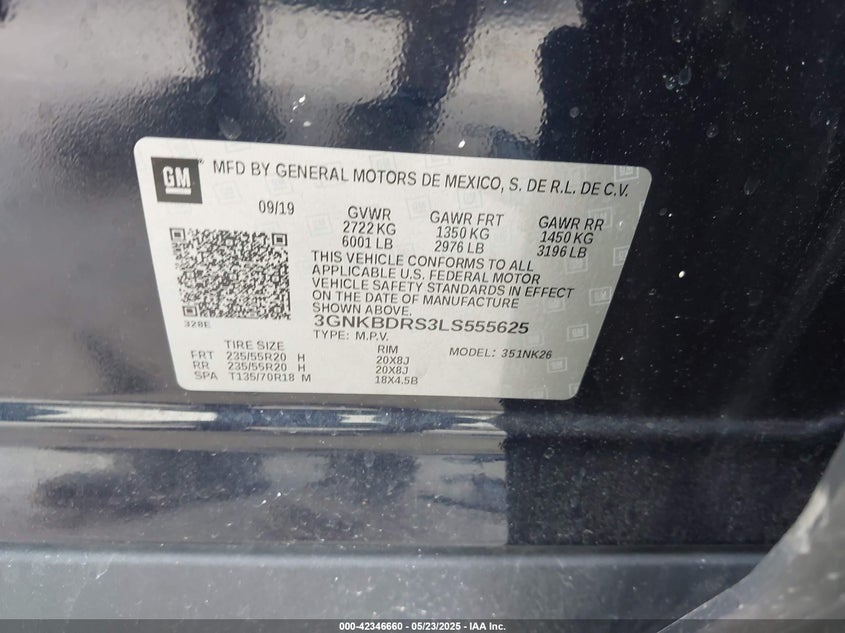 GM
MFD BY GENERAL MOTORS DE MEXICO, S. DE R.L. DE C.V.
09/19 GVWR GAWR FRT GAWR RR
2722 KG 1350 KG 1450 KG
6001 LB 2976 LB 3196 LB
THIS VEHICLE CONFORMS TO ALL
APPLICABLE U.S. FEDERAL MOTOR
VEHICLE SAFETY STANDARDS IN EFFECT
ON THE DATE OF MANUFACTURE
SHOWN ABOVE.
328E
3GNKBDRS3LS555625
TYPE: M.P.V.
TIRE SIZE RIM MODEL: 351NK26
FRT 235/55R20 H 20X8J
RR 235/55R20 H 20X8J
SPA T135/70R18 M 18X4.5B
000-42346660 - 05/23/2025 - IAA Inc.